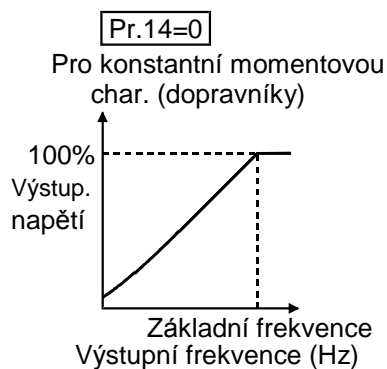 Pr.14=0
Pro konstantní momentovou
char. (dopravníky)
100%
Výstup.
napětí
Základní frekvence
Výstupní frekvence (Hz)